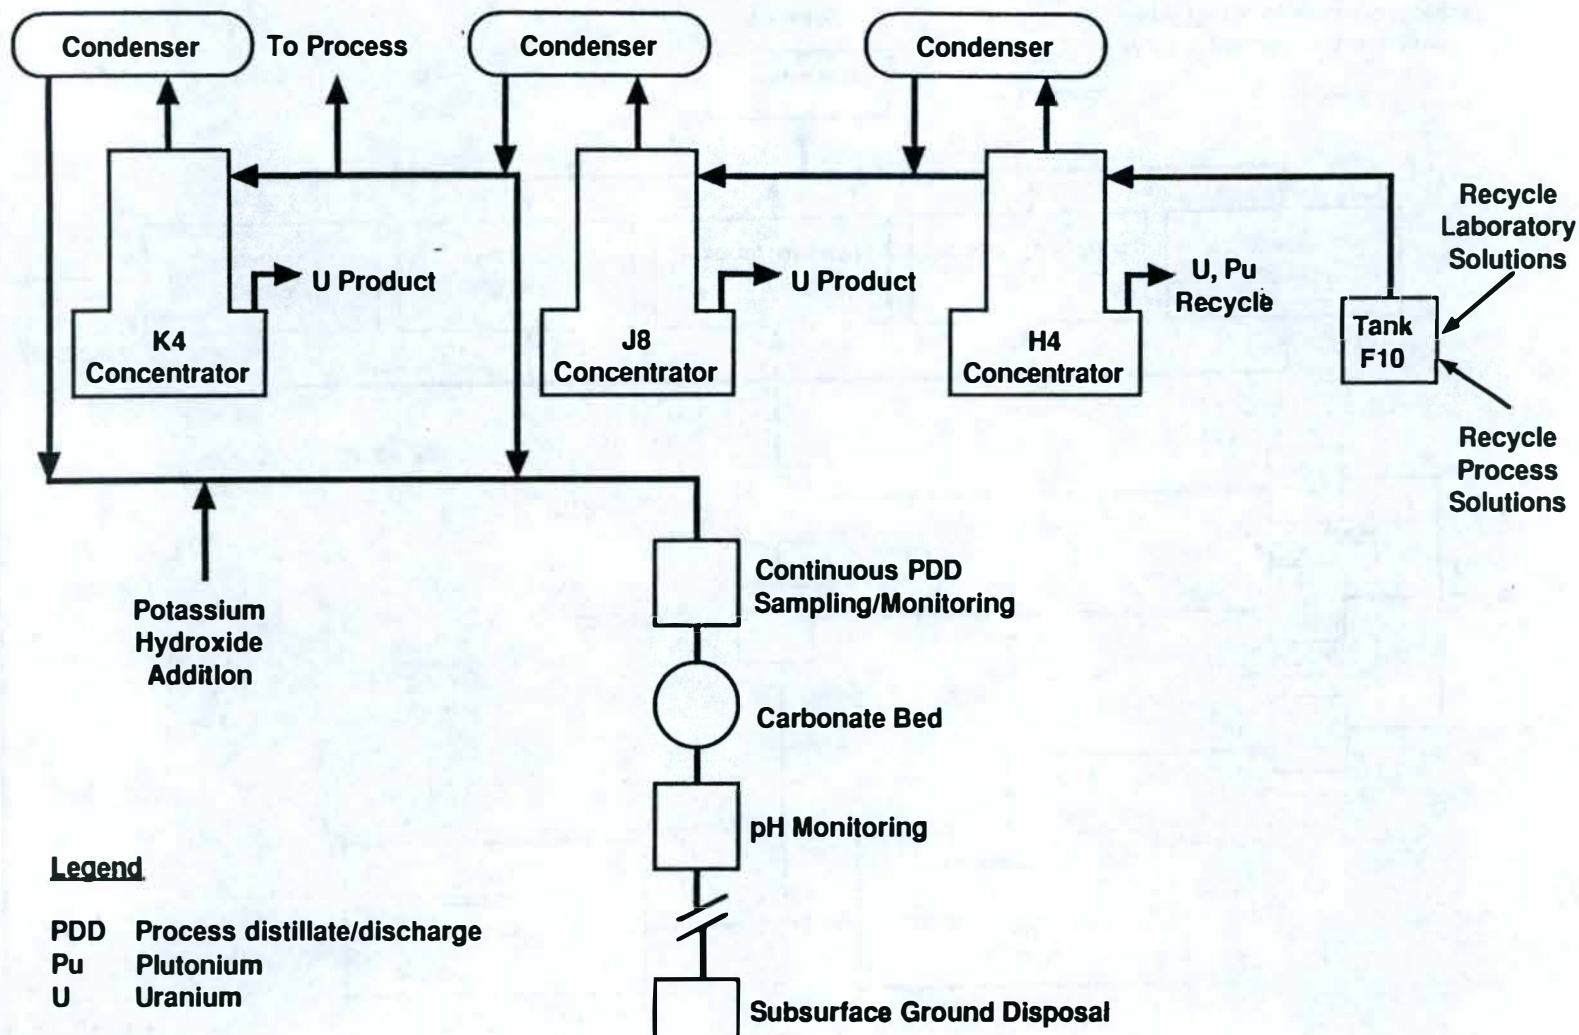 Condenser
To Process
Condenser
Condenser
Recycle
Laboratory
Solutions
U Product
U Product
U, Pu
Recycle
K4
Concentrator
J8
Concentrator
H4
Concentrator
Tank
F10
Recycle
Process
Solutions
Potassium
Hydroxide
Addition
Continuous PDD
Sampling/Monitoring
Carbonate Bed
pH Monitoring
Legend
PDD Process distillate/discharge
Pu Plutonium
U Uranium
Subsurface Ground Disposal